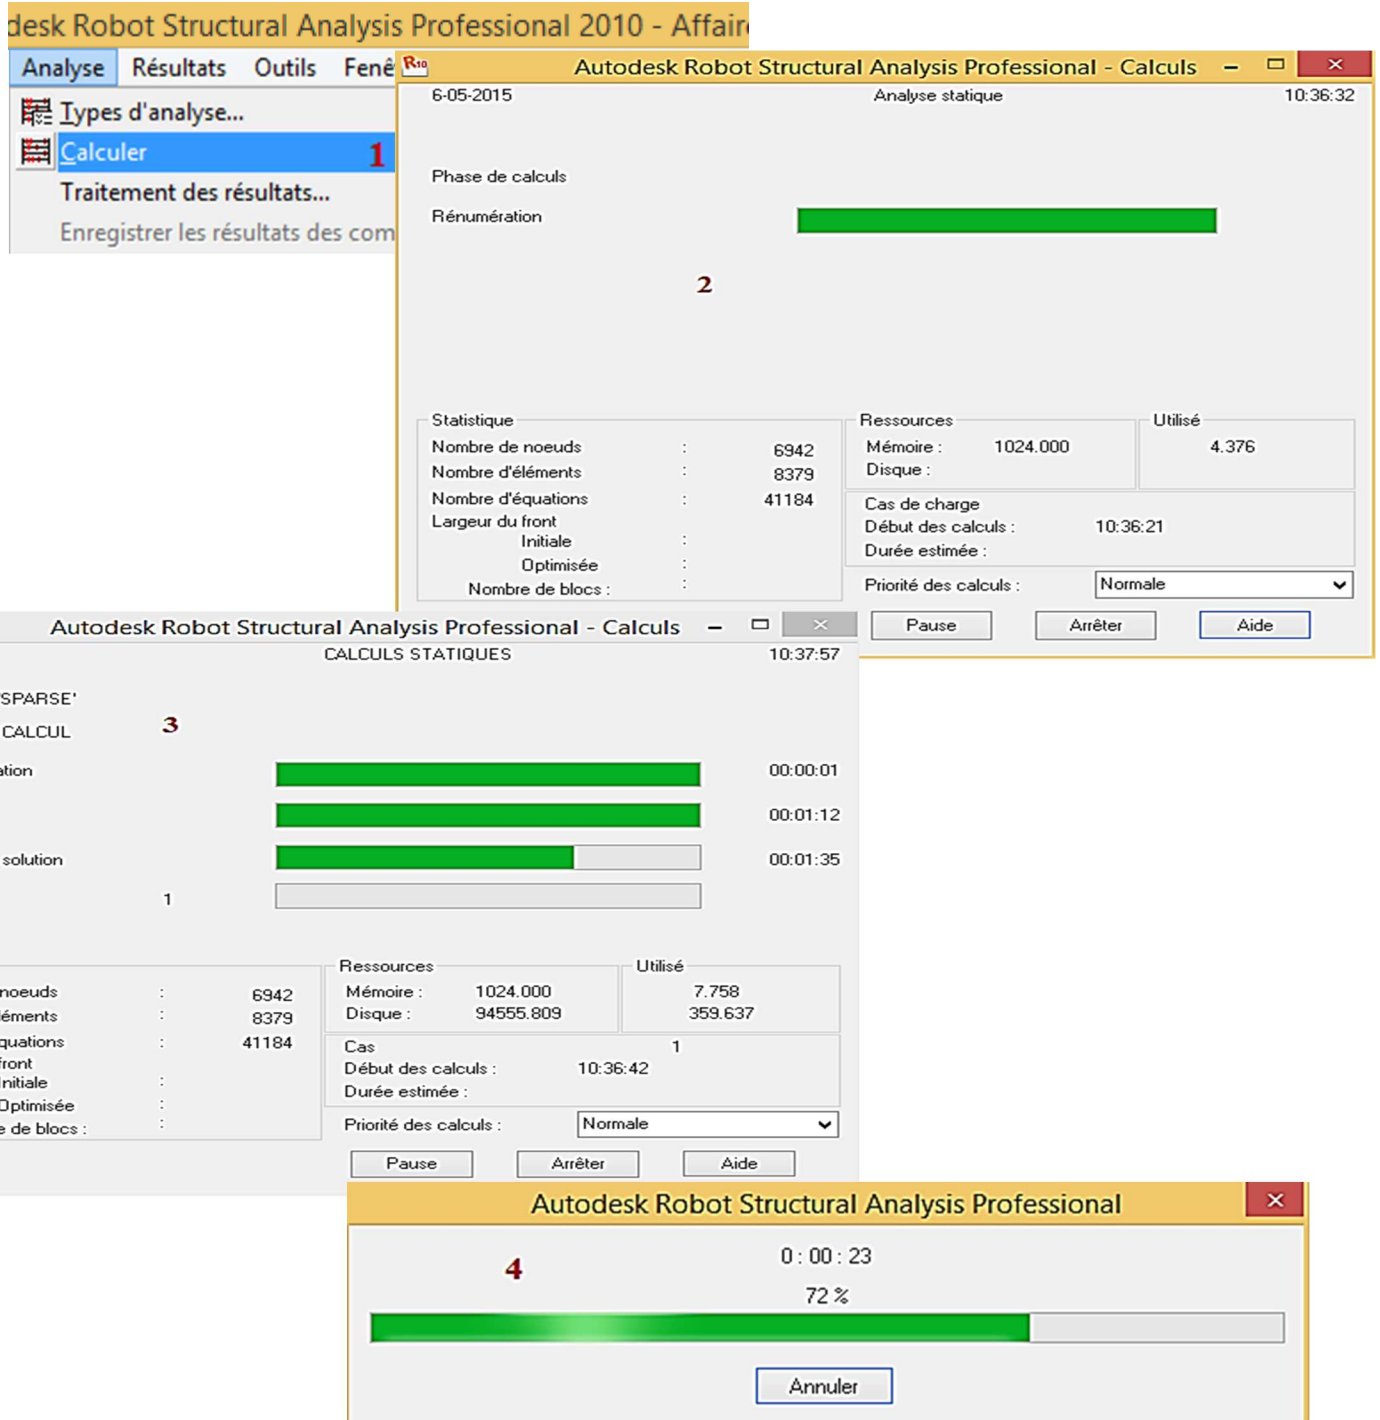 desk Robot Structural Analysis Professional 2010 - Affair
Analyse Résultats Outils Fenê
Types d'analyse...
Calculer 1
Traitement des résultats...
Enregistrer les résultats des com
R10 Autodesk Robot Structural Analysis Professional - Calculs
6-05-2015 Analyse statique 10:36:32
Phase de calculs
Rénumération
2
Statistique
Nombre de noeuds : 6942
Nombre d'éléments : 8379
Nombre d'équations : 41184
Largeur du front
Initiale :
Optimisée :
Nombre de blocs : :
Ressources Utilisé
Mémoire : 1024.000 4.376
Disque :
Cas de charge
Début des calculs : 10:36:21
Durée estimée :
Priorité des calculs : Normale
Pause Arrêter Aide
Autodesk Robot Structural Analysis Professional - Calculs
CALCULS STATIQUES 10:37:57
'SPARSE'
CALCUL 3
ation 00:00:01
00:01:12
solution 00:01:35
1
noeuds : 6942
léments : 8379
quations : 41184
front
Initiale :
Optimisée :
e de blocs : :
Ressources Utilisé
Mémoire : 1024.000 7.758
Disque : 94555.809 359.637
Cas 1
Début des calculs : 10:36:42
Durée estimée :
Priorité des calculs : Normale
Pause Arrêter Aide
Autodesk Robot Structural Analysis Professional
4 0 : 00 : 23
72 %
Annuler